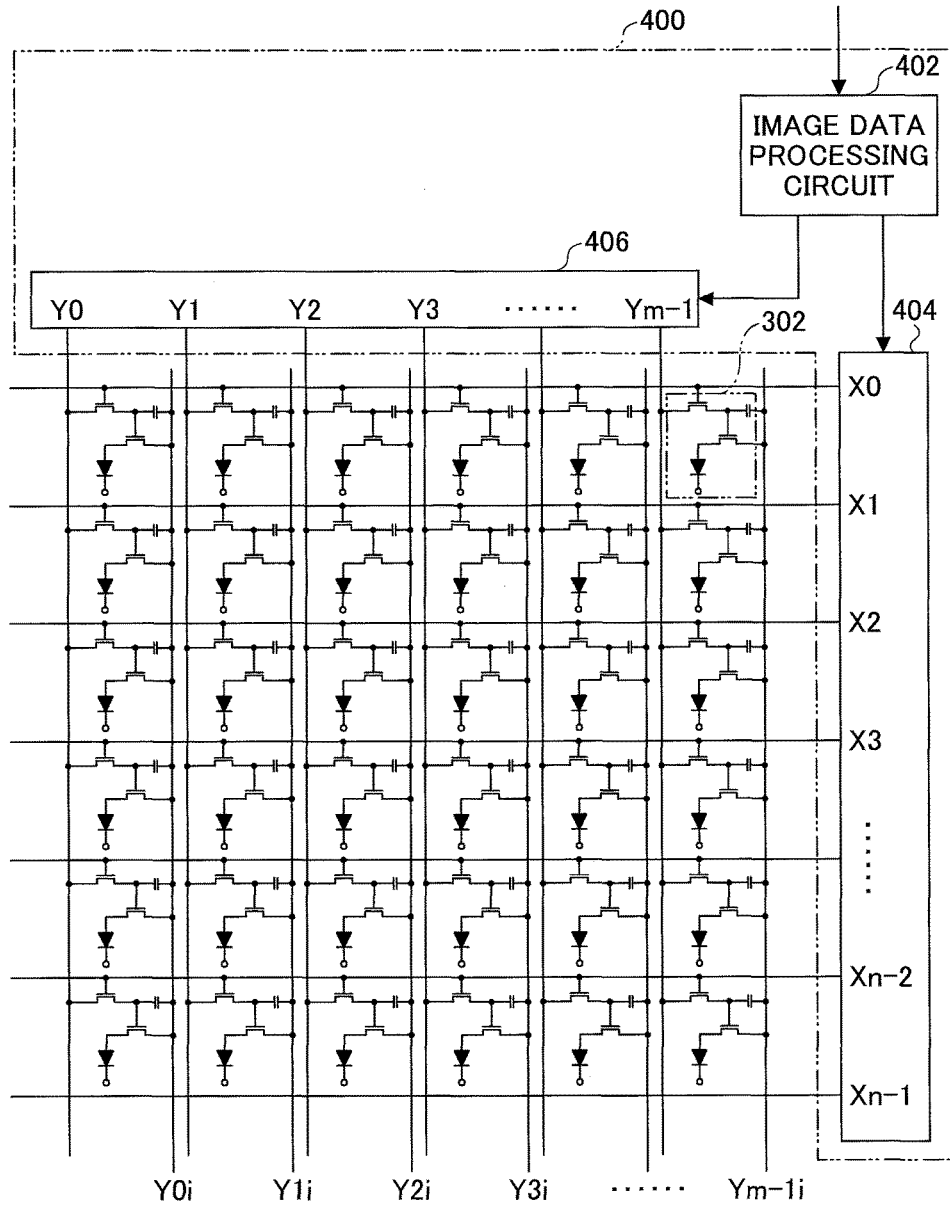 400
402
IMAGE DATA
PROCESSING
CIRCUIT
406
Y0 Y1 Y2 Y3 ······ Ym-1
302
404
X0
X1
X2
X3
······
Xn-2
Xn-1
Y0i Y1i Y2i Y3i ······ Ym-1i